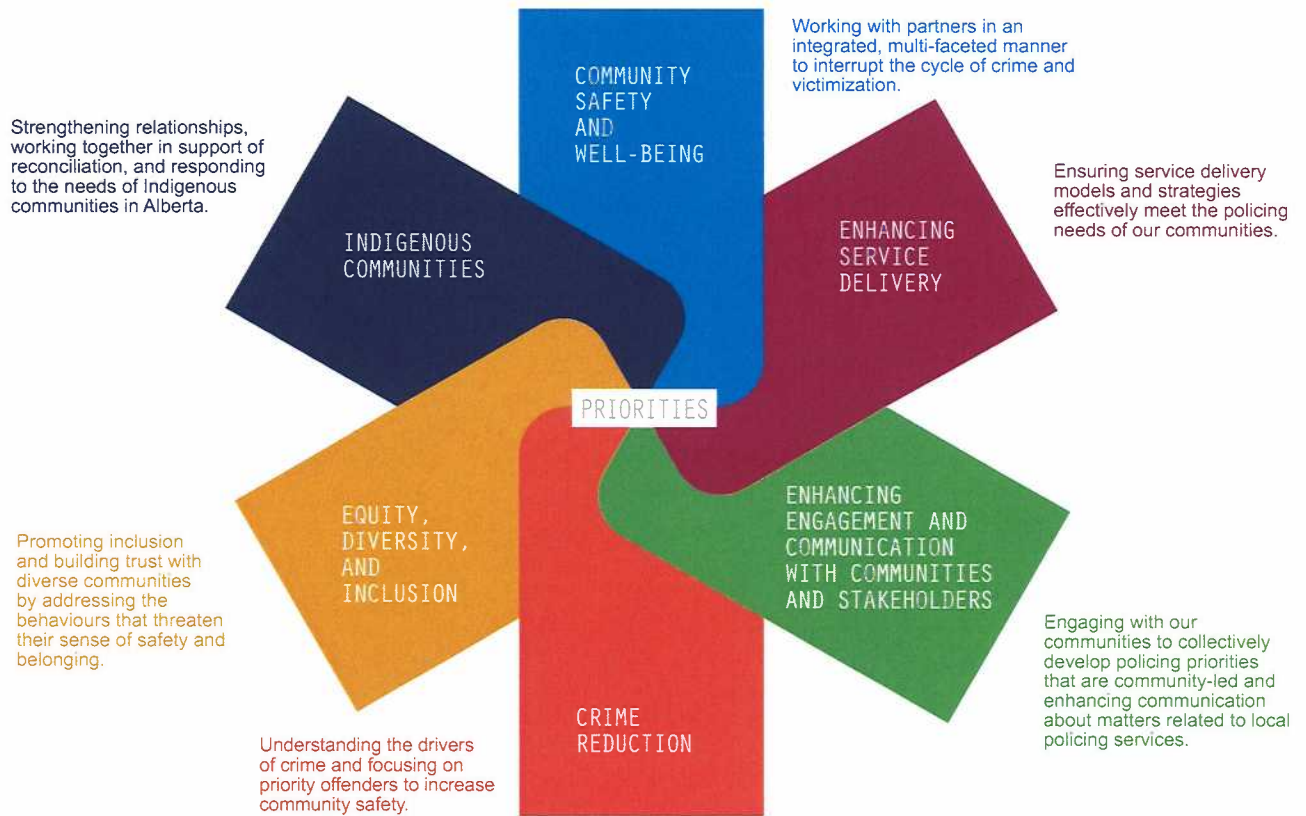 COMMUNITY
SAFETY
AND
WELL-BEING
Working with partners in an
integrated, multi-faceted manner
to interrupt the cycle of crime and
victimization.
ENHANCING
SERVICE
DELIVERY
Ensuring service delivery
models and strategies
effectively meet the policing
needs of our communities.
ENHANCING
ENGAGEMENT AND
COMMUNICATION
WITH COMMUNITIES
AND STAKEHOLDERS
Engaging with our
communities to collectively
develop policing priorities
that are community-led and
enhancing communication
about matters related to local
policing services.
CRIME
REDUCTION
Understanding the drivers
of crime and focusing on
priority offenders to increase
community safety.
EQUITY,
DIVERSITY,
AND
INCLUSION
Promoting inclusion
and building trust with
diverse communities
by addressing the
behaviours that threaten
their sense of safety and
belonging.
INDIGENOUS
COMMUNITIES
Strengthening relationships,
working together in support of
reconciliation, and responding
to the needs of Indigenous
communities in Alberta.
PRIORITIES